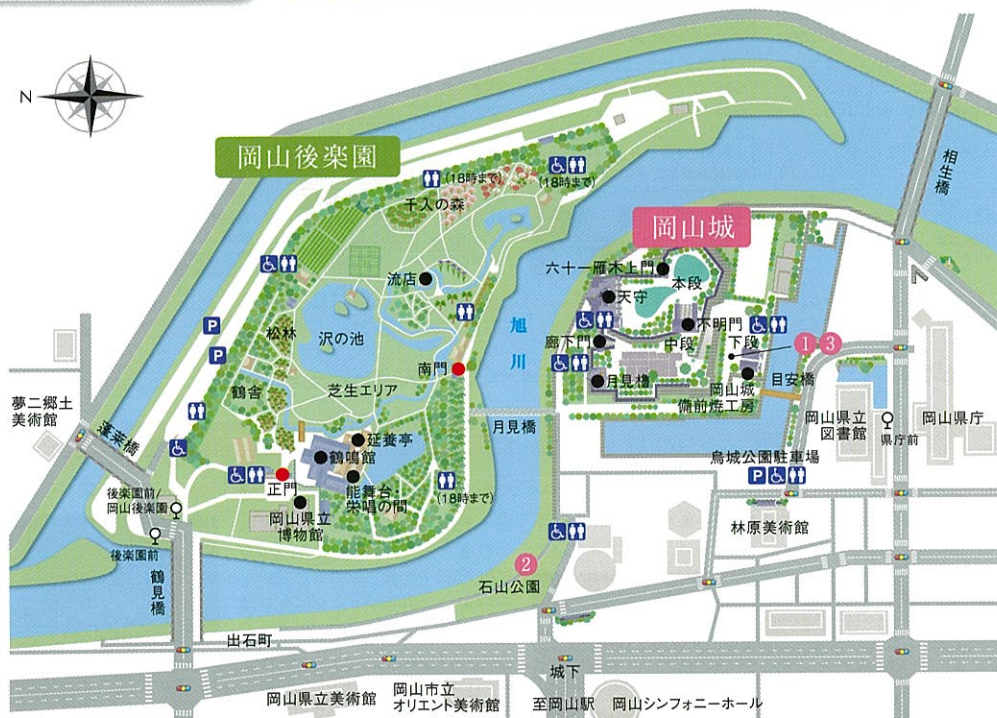 N
岡山後楽園
(18時まで)
(18時まで)
千入の森
流店
松林
沢の池
P
P
鶴舎
芝生エリア
南門
延養亭
鶴鳴館
能舞台・
栄唱の間
(18時まで)
正門
岡山県立
博物館
夢二郷土
美術館
蓬莱橋
後楽園前/
岡山後楽園
後楽園前
鶴見橋
旭川
月見橋
岡山城
六十一雁木上門
本段
天守
不明門
廊下門
中段
下段
1
3
月見櫓
岡山城
備前焼工房
目安橋
相生橋
岡山県立
図書館
県庁前
岡山県庁
烏城公園駐車場
P
林原美術館
2
石山公園
出石町
城下
岡山県立美術館
岡山市立
オリエント美術館
至岡山駅
岡山シンフォニーホール